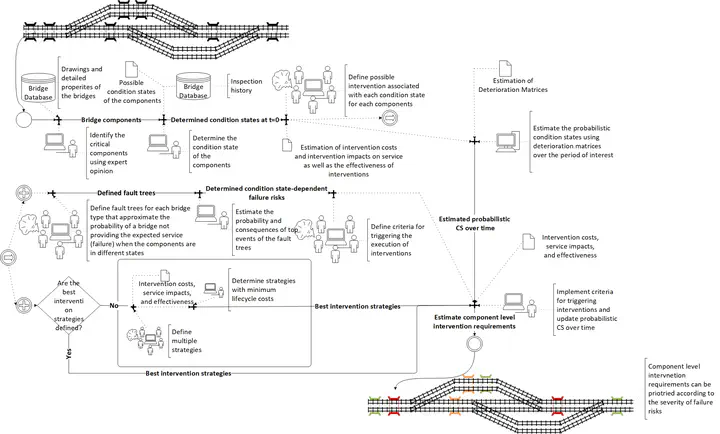 Drawings and
detailed
properites of
the bridges
Bridge
Database
Possible
condition states
of the components
Bridge
Database
Inspection
history
Define possible
intervention associated
with each condition state
for each components
Estimation of
Deterioration Matrices
Bridge components
Determined condition states at t=0
Identify the
critical
components
using expert
opinion
Determine the
condition state
of the
components
Estimation of intervention costs
and intervention impacts on service
as well as the effectiveness of
interventions
Estimate the probabilistic
condition states using
deterioration matrices
over the period of interest
Defined fault trees
Determined condition state-dependent
failure risks
Define fault trees for each bridge
type that approximate the
probability of a bridge not
providing the expected service
(failure) when the components are
in different states
Estimate the
probability and
consequences of top
events of the fault
trees
Define criteria for
triggering the
execution of
interventions
Estimated probabilistic
CS over time
Intervention costs,
service impacts,
and effectiveness
Are the
best
interventi
on
strategies
defined?
No
Yes
Intervention costs,
service impacts,
and effectiveness
Determine strategies
with minimum
lifecycle costs
Define
multiple
strategies
Best intervention strategies
Best intervention strategies
Estimate component level
intervention requirements
Implement criteria
for triggering
interventions and
update probabilistic
CS over time
Component level
intervnetion
requirements can be
priotried according to
the severity of failure
risks